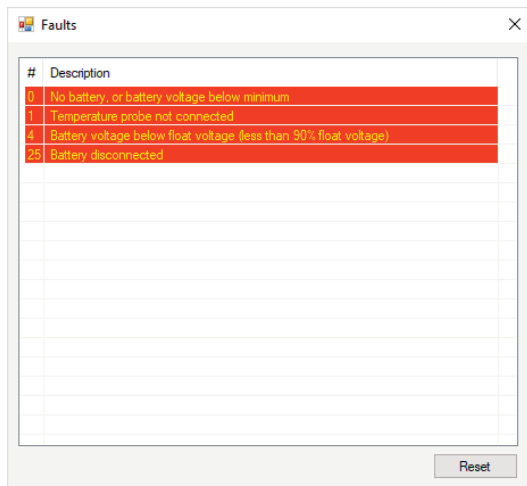 Faults
# Description
0 No battery, or battery voltage below minimum
1 Temperature probe not connected
4 Battery voltage below float voltage (less than 90% float voltage)
25 Battery disconnected
Reset